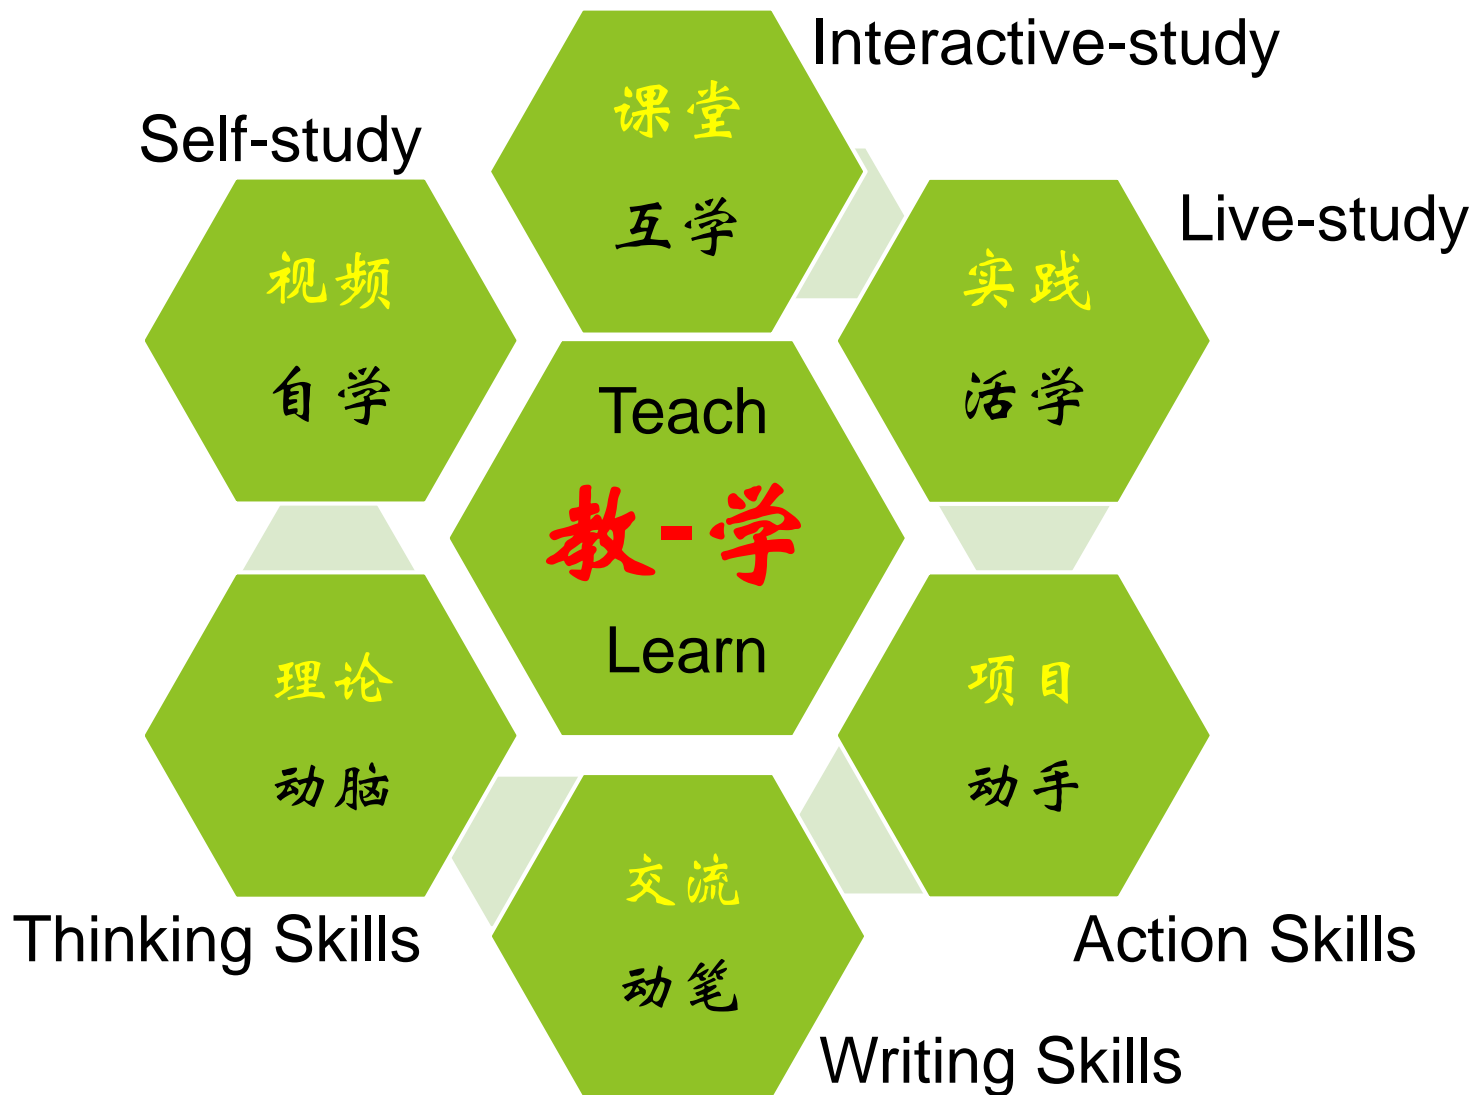 Interactive-study
课堂
互学
Self-study
视频
自学
Live-study
实践
活学
Teach
教-学
Learn
理论
动脑
Thinking Skills
项目
动手
Action Skills
交流
动笔
Writing Skills